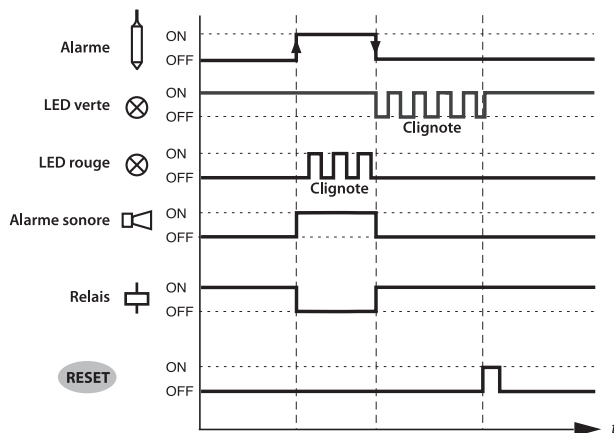 Alarme
ON
OFF
LED verte
ON
OFF
Clignote
LED rouge
ON
OFF
Clignote
Alarme sonore
ON
OFF
Relais
ON
OFF
RESET
ON
OFF